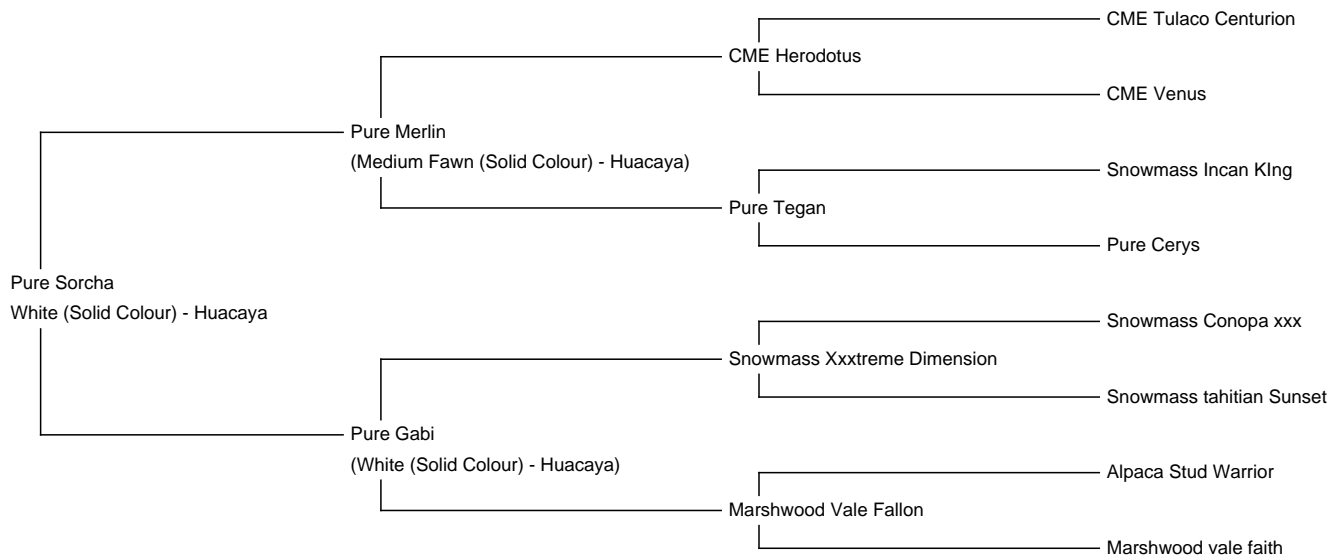 CME Tulaco Centurion
CME Herodotus
CME Venus
Pure Merlin
(Medium Fawn (Solid Colour) - Huacaya)
Snowmass Incan KIng
Pure Tegan
Pure Cerys
Pure Sorcha
White (Solid Colour) - Huacaya
Snowmass Conopa xxx
Snowmass Xxxtreme Dimension
Snowmass tahitian Sunset
Pure Gabi
(White (Solid Colour) - Huacaya)
Alpaca Stud Warrior
Marshwood Vale Fallon
Marshwood vale faith